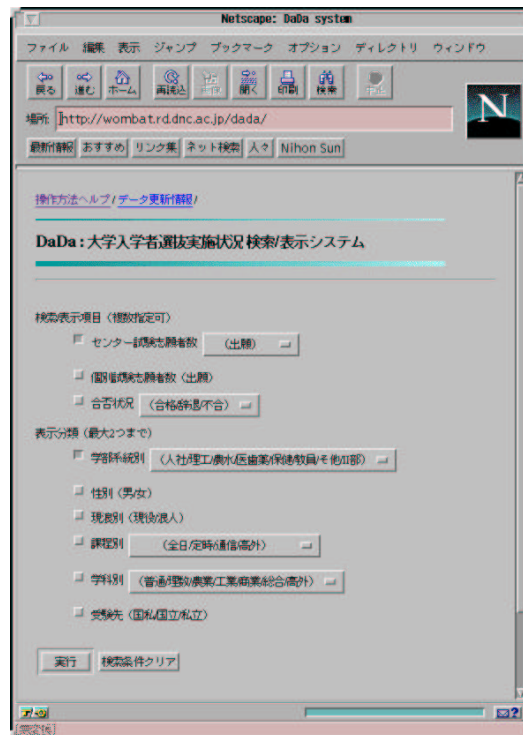 Netscape: DaDa system
ファイル 編集 表示 ジャンプ ブックマーク オプション ディレクトリ ウィンドウ
戻る 進む ホーム 再読込 開く 印刷 検索
場所: http://wombat.rd.dnc.ac.jp/dada/
N
最新情報 おすすめ リンク集 ネット検索 人々 Nihon Sun
操作方法ヘルプ/データ更新情報/
DaDa:大学入学者選抜実施状況 検索/表示システム
検索/表示項目 (複数指定可)
センター試験志願者数 (出願)
個別試験志願者数 (出願)
合否状況 (合格/辞退/不合)
表示分類 (最大2つまで)
学部系統別 (人社/理工/農水/医歯薬/保健/教員/その他/II部)
性別 (男/女)
現浪別 (現役/浪人)
課程別 (全日/定時/通信/高外)
学科別 (普通/理数/農業/工業/商業/総合/高外)
受験先 (国私/国立/私立)
実行 検索条件クリア